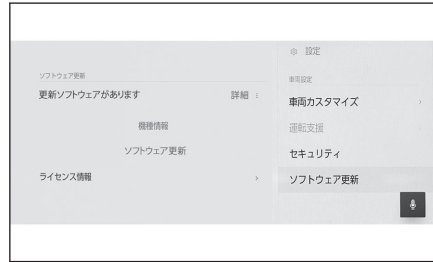 ソフトウェア更新
更新ソフトウェアがあります
詳細
機種情報
ソフトウェア更新
ライセンス情報
設定
車両設定
車両カスタマイズ
運転支援
セキュリティ
ソフトウェア更新